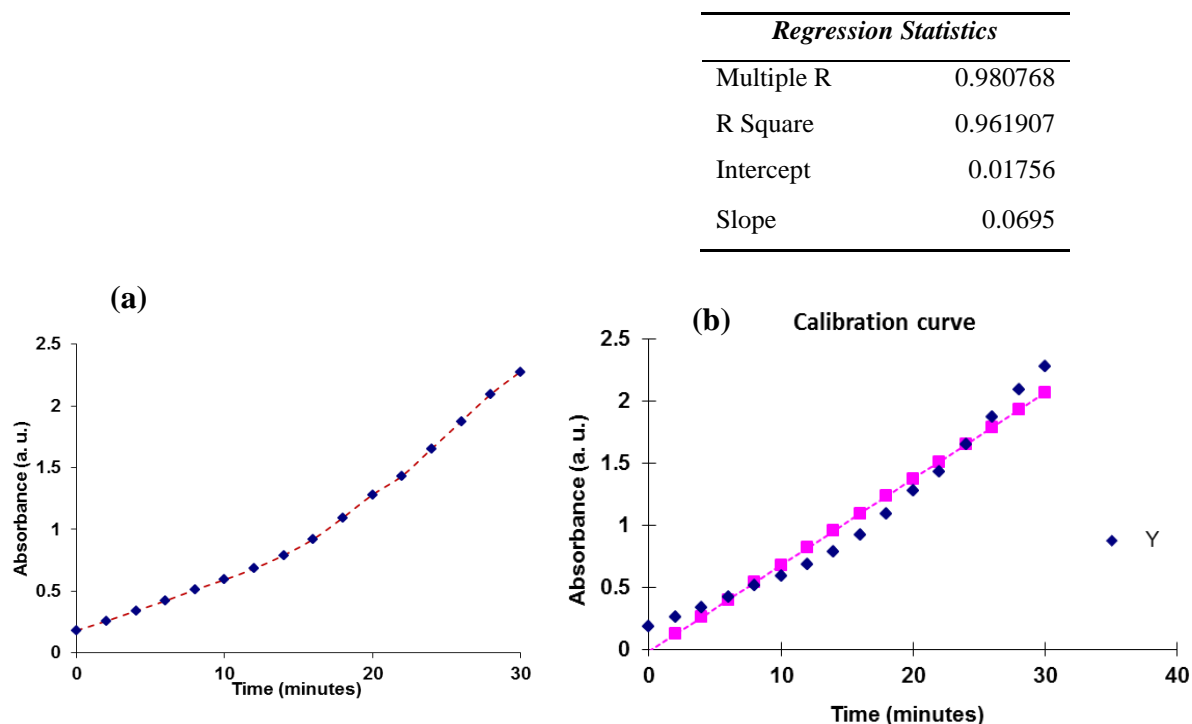 Regression Statistics
Multiple R 0.980768
R Square 0.961907
Intercept 0.01756
Slope 0.0695
(a)
2.5
2
1.5
1
0.5
0
Absorbance (a. u.)
0 10 20 30
Time (minutes)
(b) Calibration curve
2.5
2
1.5
1
0.5
0
Absorbance (a. u.)
0 10 20 30 40
Time (minutes)
Y